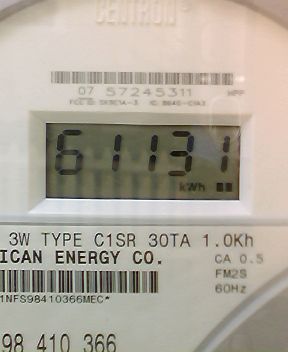 CENTRON®
07 57245311
61131
kWh
3W TYPE C1SR 30TA 1.0Kh
ICAN ENERGY CO.
CA 0.5
FM2S
60Hz
1NFS98410366MEC*
98 410 366